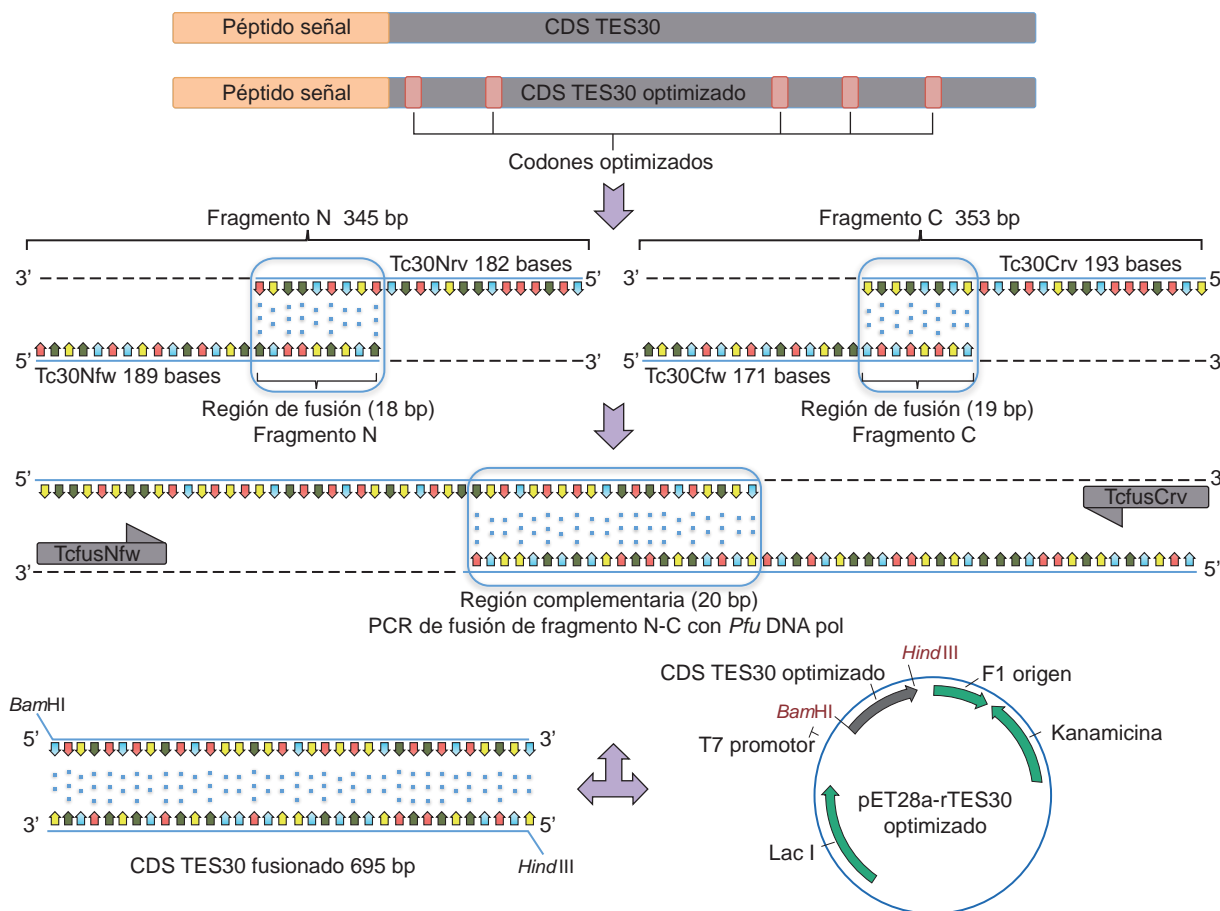 Péptido señal
CDS TES30
Péptido señal
CDS TES30 optimizado
Codones optimizados
Fragmento N 345 bp
Fragmento C 353 bp
3’
Tc30Nrv 182 bases
5’
3’
Tc30Crv 193 bases
5’
5’
Tc30Nfw 189 bases
3’
5’
Tc30Cfw 171 bases
3’
Región de fusión (18 bp)
Fragmento N
Región de fusión (19 bp)
Fragmento C
5’
3’
TcfusCrv
TcfusNfw
3’
5’
Región complementaria (20 bp)
PCR de fusión de fragmento N-C con Pfu DNA pol
BamHI
5’
3’
3’
5’
HindIII
CDS TES30 fusionado 695 bp
HindIII
CDS TES30 optimizado
F1 origen
BamHI
T7 promotor
Kanamicina
pET28a-rTES30
optimizado
Lac I